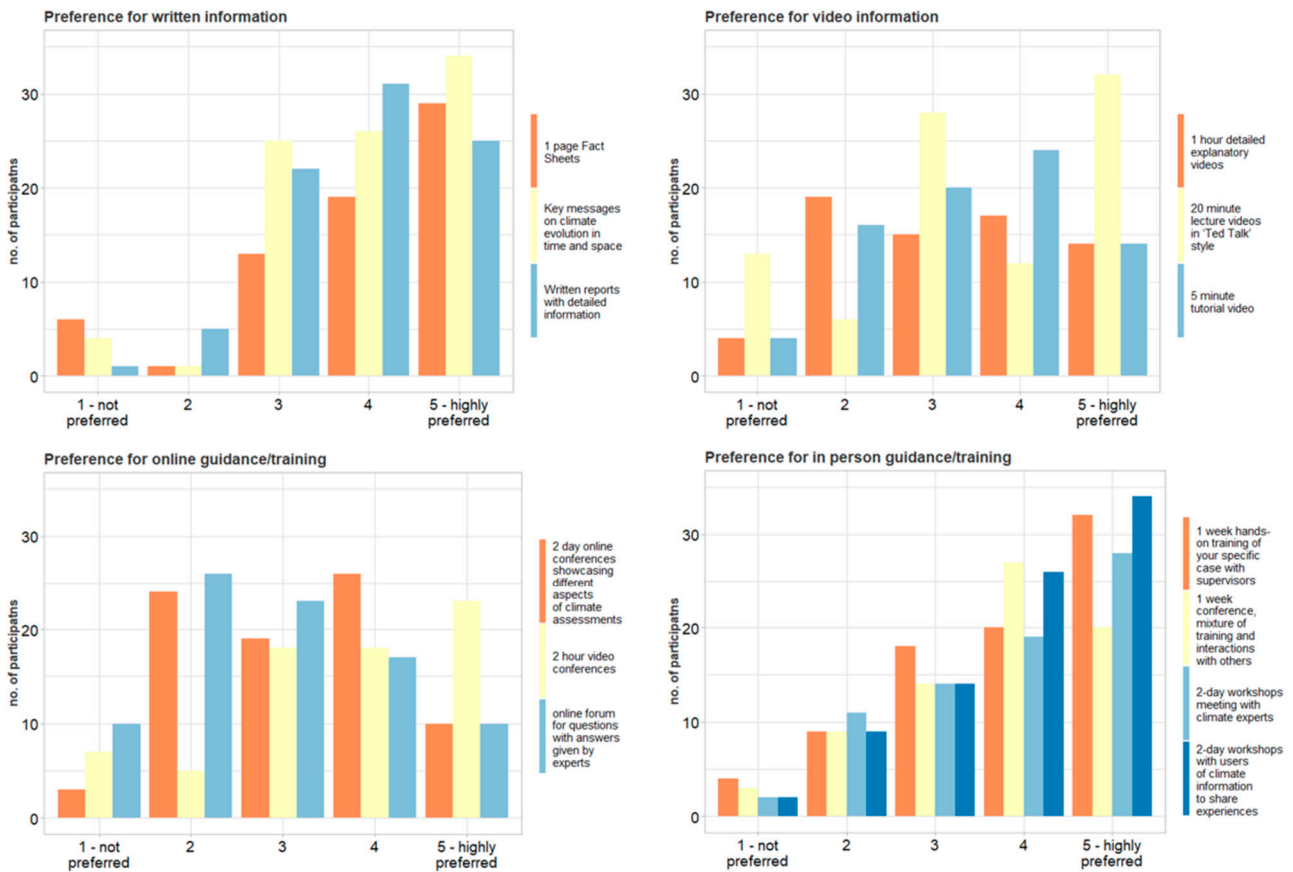 Preference for written information
no. of participatns
30
20
10
0
1 - not
preferred
2
3
4
5 - highly
preferred
1 page Fact
Sheets
Key messages
on climate
evolution in
time and space
Written reports
with detailed
information
Preference for video information
no. of participatns
30
20
10
0
1 - not
preferred
2
3
4
5 - highly
preferred
1 hour detailed
explanatory
videos
20 minute
lecture videos
in 'Ted Talk'
style
5 minute
tutorial video
Preference for online guidance/training
no. of participatns
30
20
10
0
1 - not
preferred
2
3
4
5 - highly
preferred
2 day online
conferences
showcasing
different
aspects
of climate
assessments
2 hour video
conferences
online forum
for questions
with answers
given by
experts
Preference for in person guidance/training
no. of participatns
30
20
10
0
1 - not
preferred
2
3
4
5 - highly
preferred
1 week hands-
on training of
your specific
case with
supervisors
1 week
conference,
mixture of
training and
interactions
with others
2-day workshops
meeting with
climate experts
2-day workshops
with users
of climate
information
to share
experiences